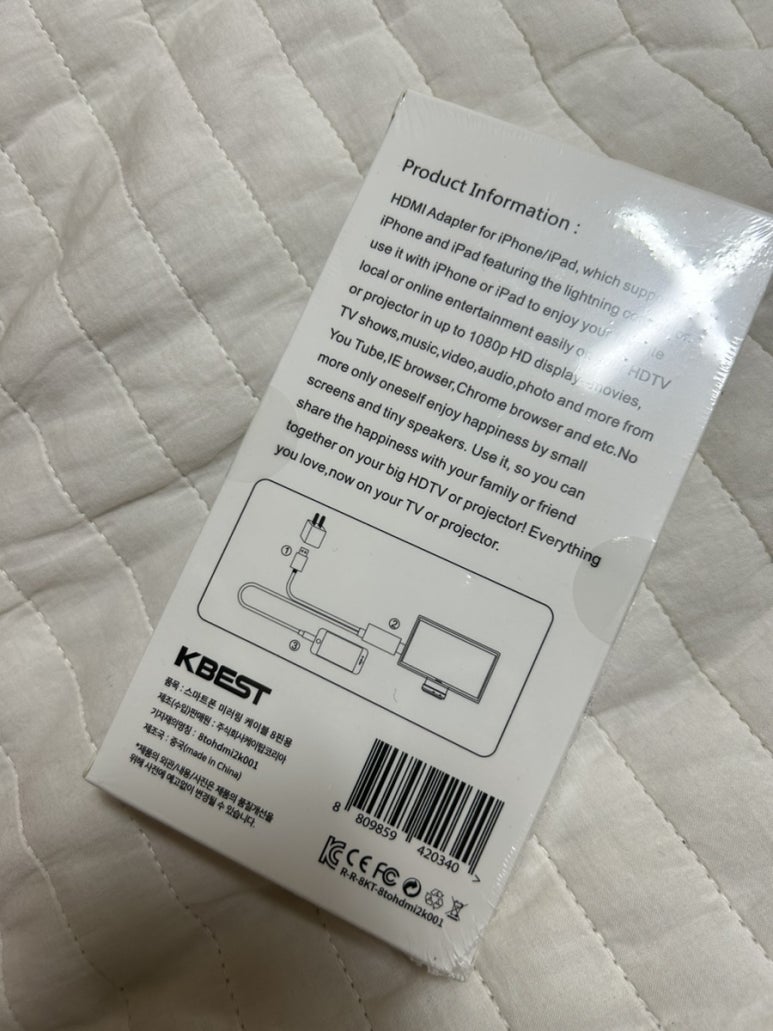 Product Information :
HDMI Adapter for iPhone/iPad, which supp
iPhone and iPad featuring the lightning
use it with iPhone or iPad to enjoy your
local or online entertainment easily HDTV
or projector in up to 1080p HD display movies,
TV shows,music,video,audio,photo and more from
You Tube,IE browser,Chrome browser and etc.No
more only oneself enjoy happiness by small
screens and tiny speakers. Use it, so you can
share the happiness with your family or friend
together on your big HDTV or projector! Everything
you love,now on your TV or projector.
①
②
③
KBEST
품목 : 스마트폰 미러링 케이블 8핀용
제조(수입)판매원 : 주식회사케이탑코리아
기자재의명칭 : 8tohdmi2k001
제조국 : 중국(made in China)
*제품의 외관/내용/사진은 제품의 품질개선을
위해 사전에 예고없이 변경될 수 있습니다.
8 809859 420340 >
CE FC
R-R-8KT-8tohdmi2k001